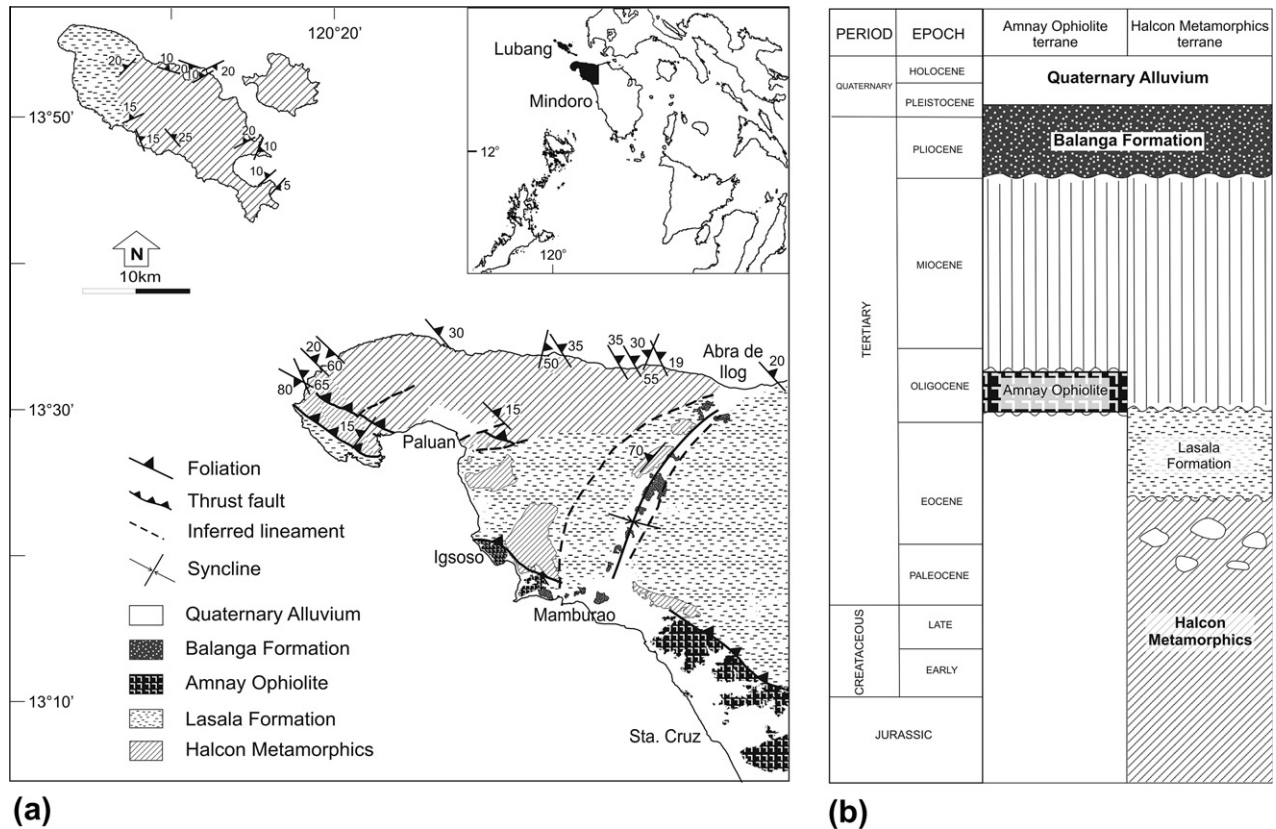 120°20'
13°50'
13°30'
13°10'
20
10
20
10
20
15
15
25
20
10
10
5
N
10km
Lubang
Mindoro
12°
120°
30
20
60
80
65
15
15
35
50
35
30
55
19
20
70
Abra de
Ilog
Paluan
Igsoso
Mamburao
Sta. Cruz
Foliation
Thrust fault
Inferred lineament
Syncline
Quaternary Alluvium
Balanga Formation
Amnay Ophiolite
Lasala Formation
Halcon Metamorphics
(a)
PERIOD
EPOCH
Amnay Ophiolite
terrane
Halcon Metamorphics
terrane
QUATERNARY
HOLOCENE
PLEISTOCENE
Quaternary Alluvium
TERTIARY
PLIOCENE
Balanga Formation
MIOCENE
OLIGOCENE
Amnay Ophiolite
EOCENE
Lasala
Formation
PALEOCENE
CREATACEOUS
LATE
EARLY
Halcon
Metamorphics
JURASSIC
(b)